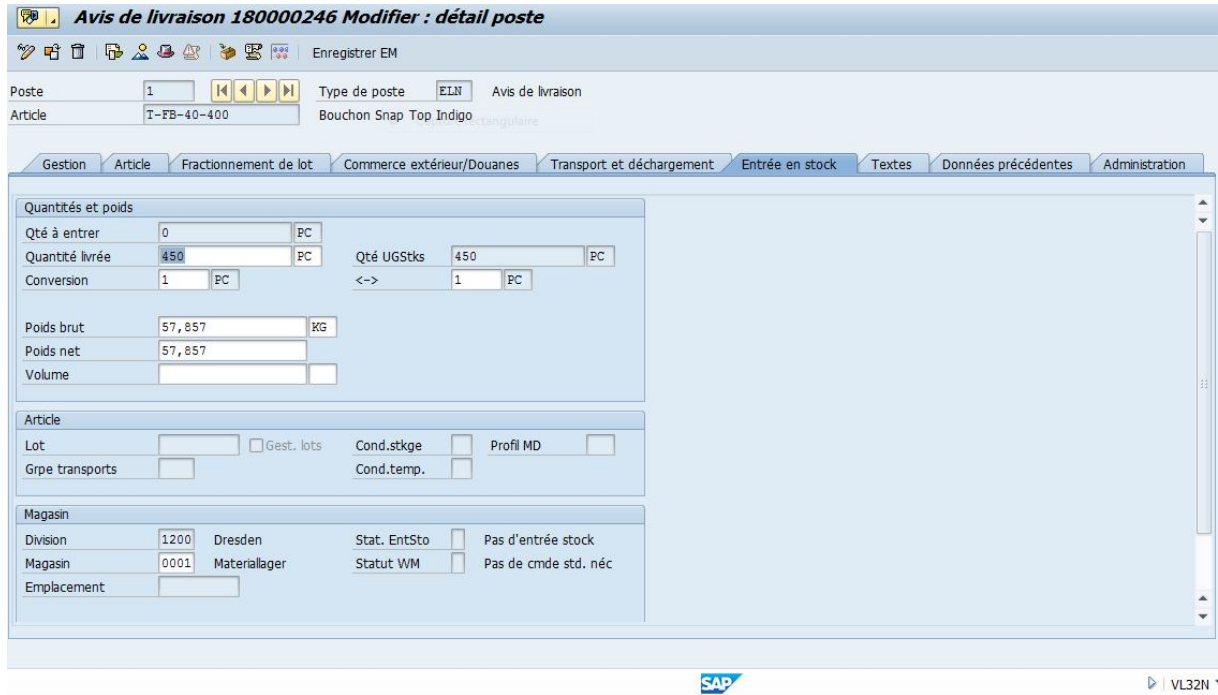 Avis de livraison 180000246 Modifier : détail poste
Enregistrer EM
Poste 1 Type de poste ELN Avis de livraison
Article T-FB-40-400 Bouchon Snap Top Indigo
Gestion Article Fractionnement de lot Commerce extérieur/Douanes Transport et déchargement Entrée en stock Textes Données précédentes Administration
Quantités et poids
Qté à entrer 0 PC
Quantité livrée 450 PC Qté UGStks 450 PC
Conversion 1 PC <-> 1 PC
Poids brut 57,857 KG
Poids net 57,857
Volume
Article
Lot Gest. lots Cond.stkge Profil MD
Grpe transports Cond.temp.
Magasin
Division 1200 Dresden Stat. EntSto Pas d'entrée stock
Magasin 0001 Materiallager Statut WM Pas de cmde std. néc
Emplacement
SAP VL32N